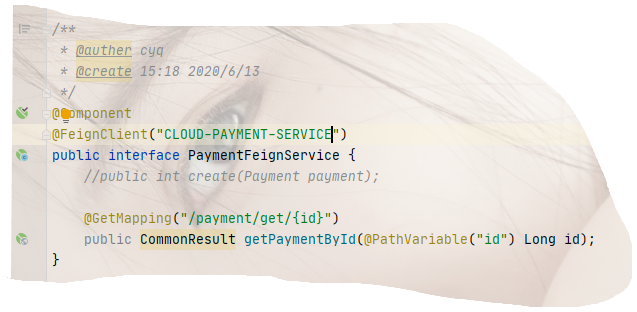 /**
 * @auther cyq
 * @create 15:18 2020/6/13
 */
@Component
@FeignClient("CLOUD-PAYMENT-SERVICE")
public interface PaymentFeignService {
    //public int create(Payment payment);
    @GetMapping("/payment/get/{id}")
    public CommonResult getPaymentById(@PathVariable("id") Long id);
}